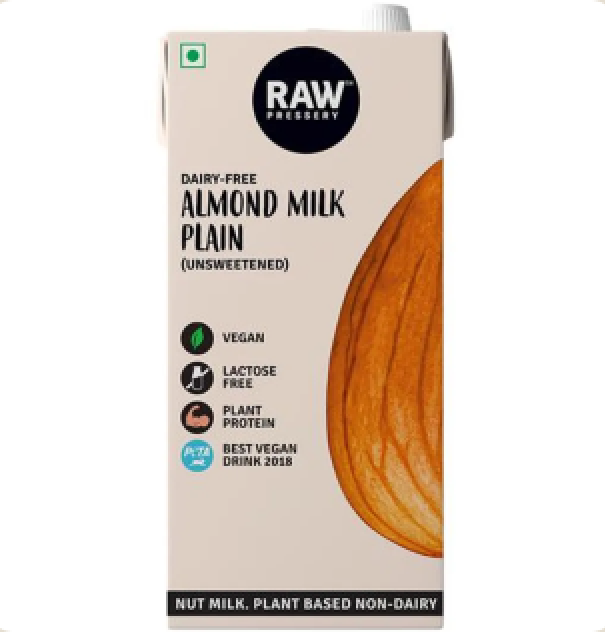 RAW
PRESSERY
DAIRY-FREE
ALMOND MILK
PLAIN
(UNSWEETENED)
VEGAN
LACTOSE
FREE
PLANT
PROTEIN
PETA
BEST VEGAN
DRINK 2018
NUT MILK. PLANT BASED NON-DAIRY